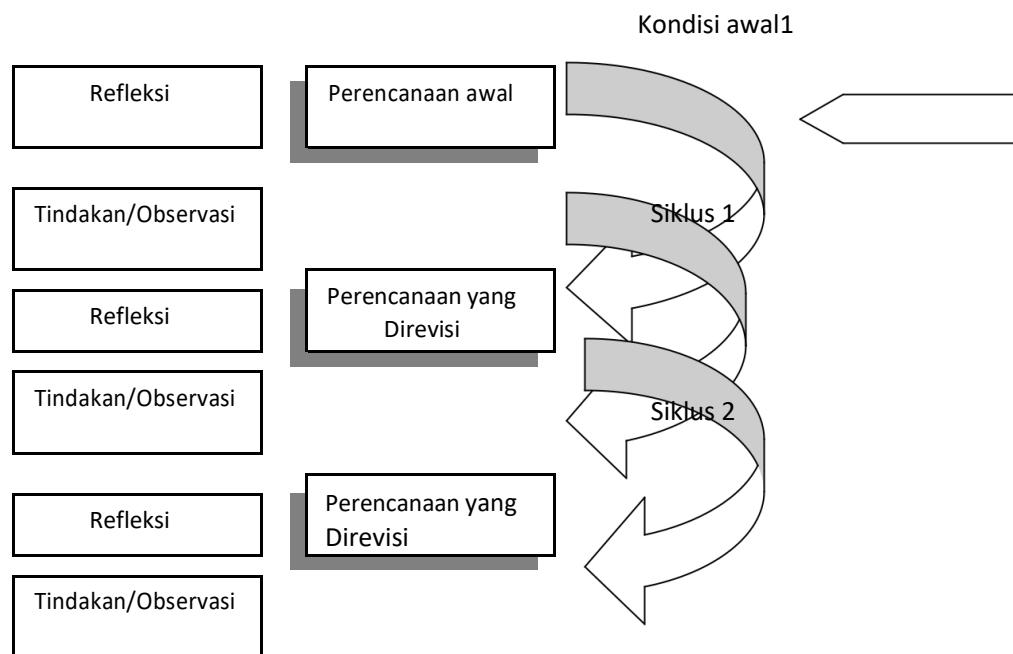 Kondisi awal1
Refleksi
Perencanaan awal
Tindakan/Observasi
Siklus 1
Refleksi
Perencanaan yang
Direvisi
Tindakan/Observasi
Siklus 2
Refleksi
Perencanaan yang
Direvisi
Tindakan/Observasi